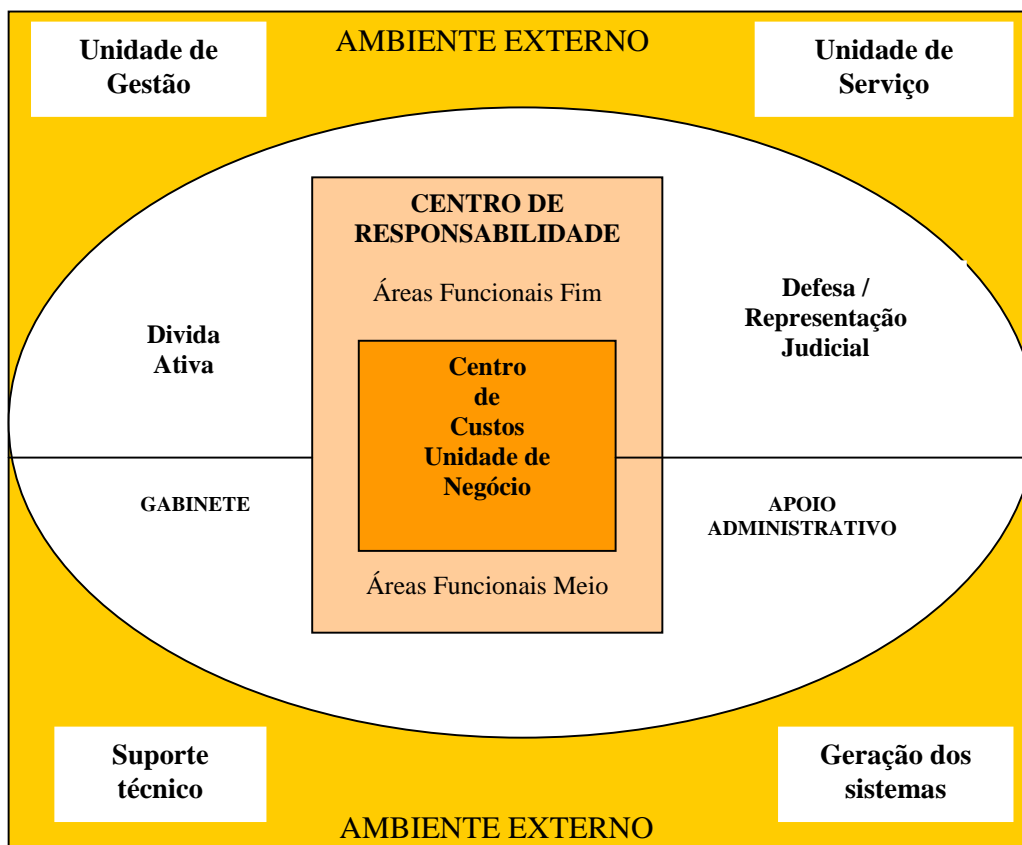 AMBIENTE EXTERNO
Unidade de
Gestão
Unidade de
Serviço
CENTRO DE
RESPONSABILIDADE
Áreas Funcionais Fim
Divida
Ativa
Defesa /
Representação
Judicial
Centro
de
Custos
Unidade de
Negócio
GABINETE
APOIO
ADMINISTRATIVO
Áreas Funcionais Meio
Suporte
técnico
Geração dos
sistemas
AMBIENTE EXTERNO